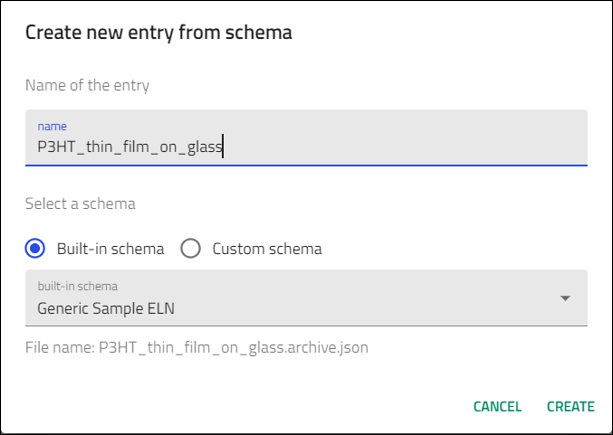 Create new entry from schema
Name of the entry
name
P3HT_thin_film_on_glass
Select a schema
Built-in schema Custom schema
built-in schema
Generic Sample ELN
File name: P3HT_thin_film_on_glass.archive.json
CANCEL CREATE